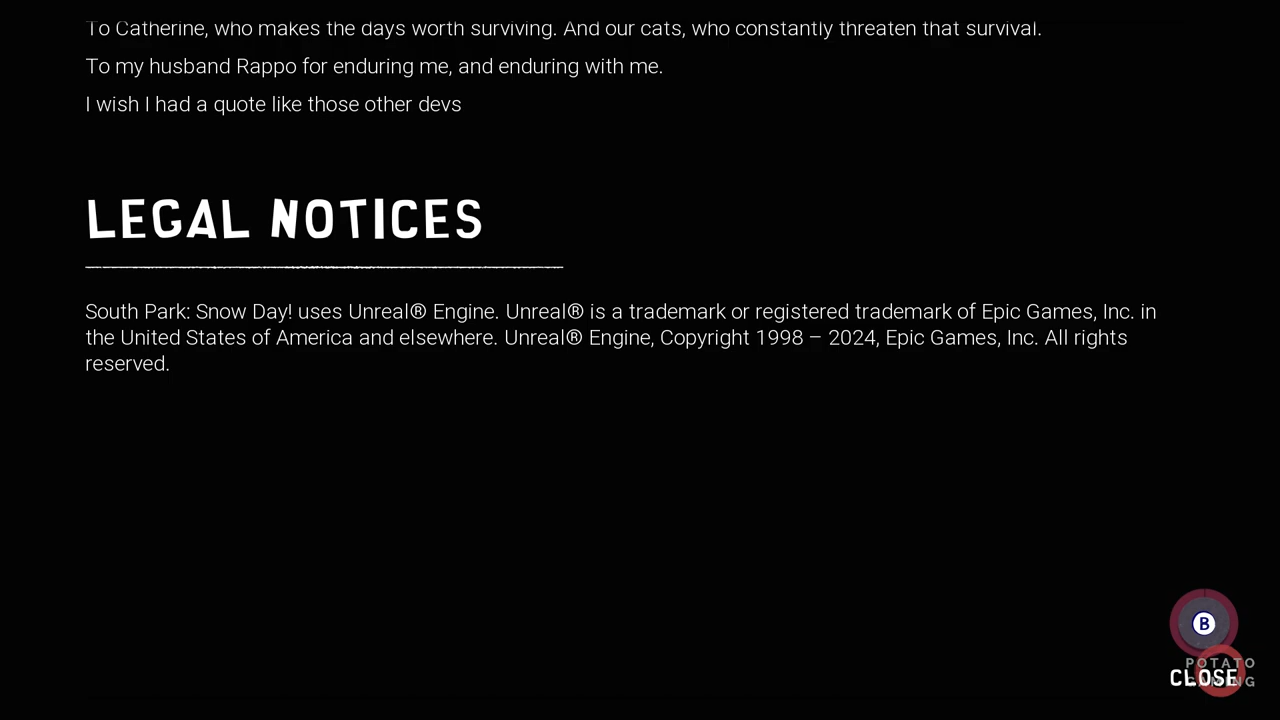 To Catherine, who makes the days worth surviving. And our cats, who constantly threaten that survival.
To my husband Rappo for enduring me, and enduring with me.
I wish I had a quote like those other devs
LEGAL NOTICES
South Park: Snow Day! uses Unreal® Engine. Unreal® is a trademark or registered trademark of Epic Games, Inc. in
the United States of America and elsewhere. Unreal® Engine, Copyright 1998 – 2024, Epic Games, Inc. All rights
reserved.
B
POTATO
CLOSE